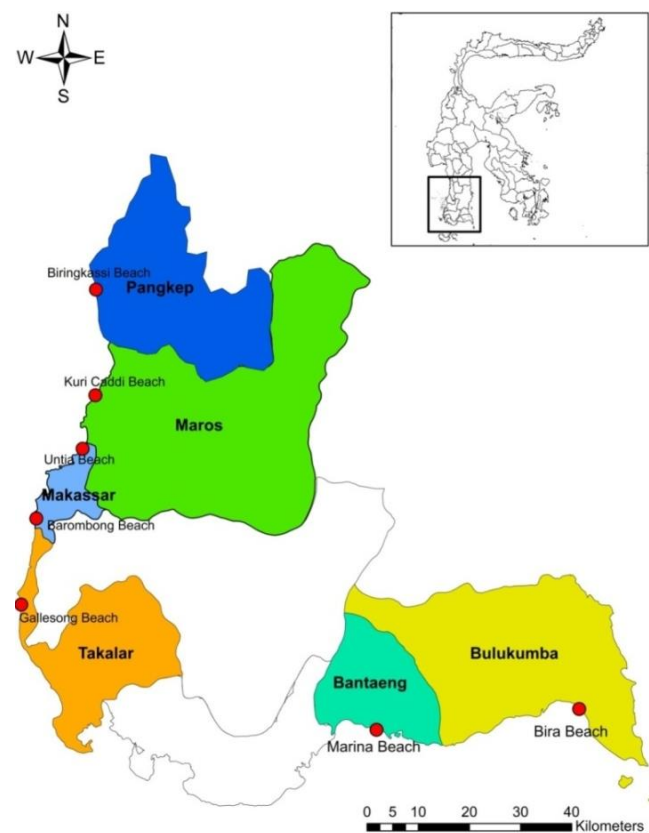 N
W E
S
Biringkassi Beach
Pangkep
Kuri Caddi Beach
Maros
Untia Beach
Makassar
Barombong Beach
Gallesong Beach
Takalar
Bulukumba
Bantaeng
Bira Beach
Marina Beach
0 5 10 20 30 40
Kilometers